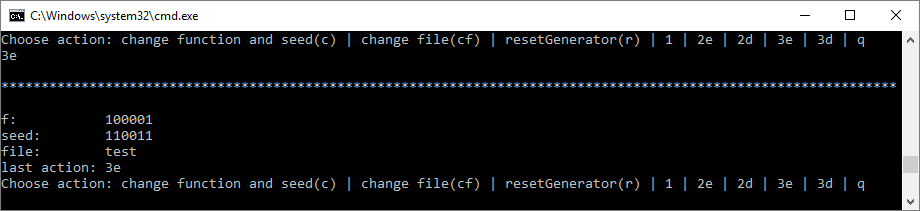 C:\Windows\system32\cmd.exe
Choose action: change function and seed(c) | change file(cf) | resetGenerator(r) | 1 | 2e | 2d | 3e | 3d | q
3e
****************************************************************************************************************
f: 100001
seed: 110011
file: test
last action: 3e
Choose action: change function and seed(c) | change file(cf) | resetGenerator(r) | 1 | 2e | 2d | 3e | 3d | q